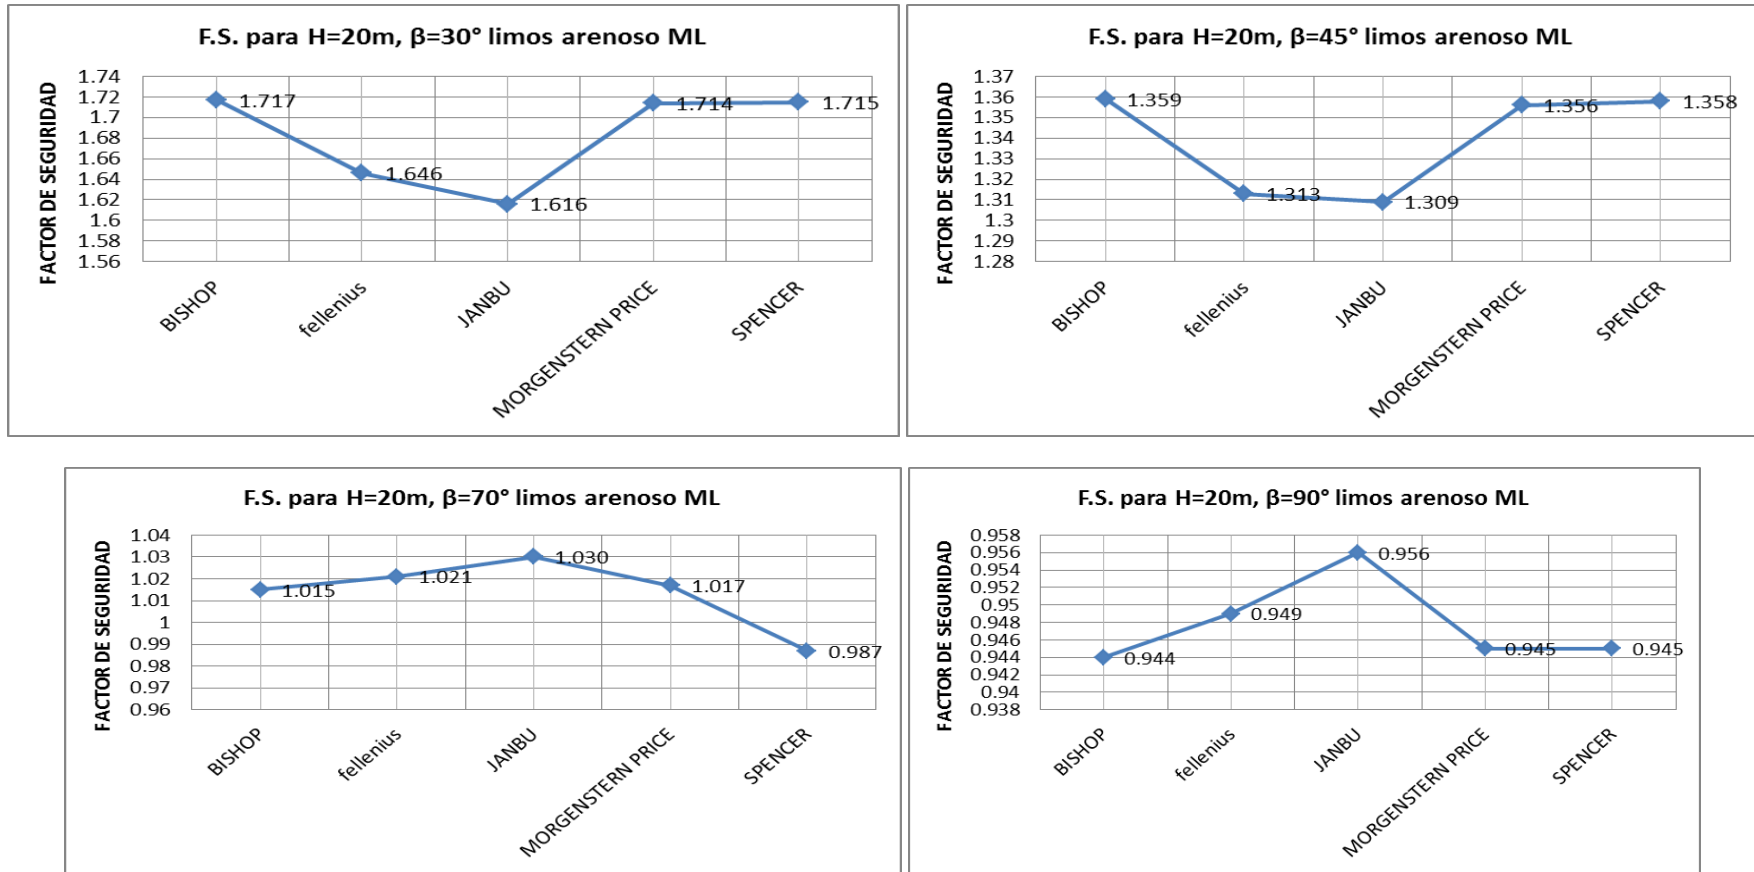 F.S. para H=20m, β=30° limos arenoso ML
FACTOR DE SEGURIDAD
1.74
1.72
1.7
1.68
1.66
1.64
1.62
1.6
1.58
1.56
1.717
1.646
1.616
1.714
1.715
BISHOP
fellenius
JANBU
MORGENSTERN PRICE
SPENCER
F.S. para H=20m, β=45° limos arenoso ML
FACTOR DE SEGURIDAD
1.37
1.36
1.35
1.34
1.33
1.32
1.31
1.3
1.29
1.28
1.359
1.313
1.309
1.356
1.358
BISHOP
fellenius
JANBU
MORGENSTERN PRICE
SPENCER
F.S. para H=20m, β=70° limos arenoso ML
FACTOR DE SEGURIDAD
1.04
1.03
1.02
1.01
1
0.99
0.98
0.97
0.96
1.015
1.021
1.030
1.017
0.987
BISHOP
fellenius
JANBU
MORGENSTERN PRICE
SPENCER
F.S. para H=20m, β=90° limos arenoso ML
FACTOR DE SEGURIDAD
0.958
0.956
0.954
0.952
0.95
0.948
0.946
0.944
0.942
0.94
0.938
0.944
0.949
0.956
0.945
0.945
BISHOP
fellenius
JANBU
MORGENSTERN PRICE
SPENCER